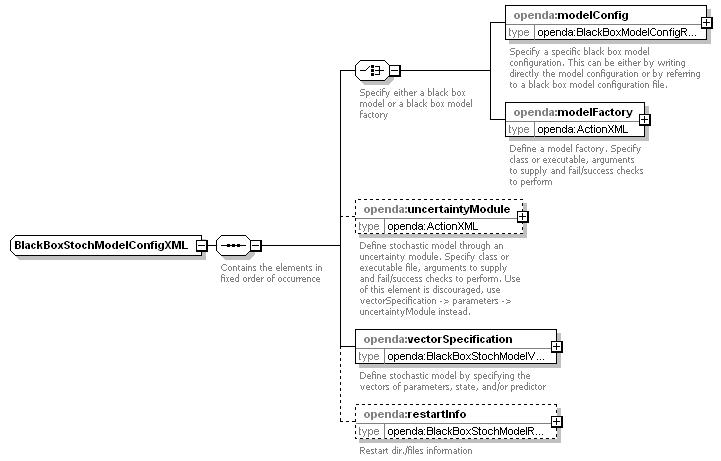 openda:modelConfig
type openda:BlackBoxModelConfigR...
Specify a specific black box model
configuration. This can be either by writing
directly the model configuration or by referring
to a black box model configuration file.
Specify either a black box
model or a black box model
factory
openda:modelFactory
type openda:ActionXML
Define a model factory. Specify
class or executable, arguments
to supply and fail/success checks
to perform
openda:uncertaintyModule
type openda:ActionXML
Define stochastic model through an
uncertainty module. Specify class or
executable file, arguments to supply
and fail/success checks to perform. Use
of this element is discouraged, use
vectorSpecification -> parameters ->
uncertaintyModule instead.
BlackBoxStochModelConfigXML
Contains the elements in
fixed order of occurrence
openda:vectorSpecification
type openda:BlackBoxStochModelV...
Define stochastic model by specifying the
vectors of parameters, state, and/or predictor
openda:restartInfo
type openda:BlackBoxStochModelR...
Restart dir./files information